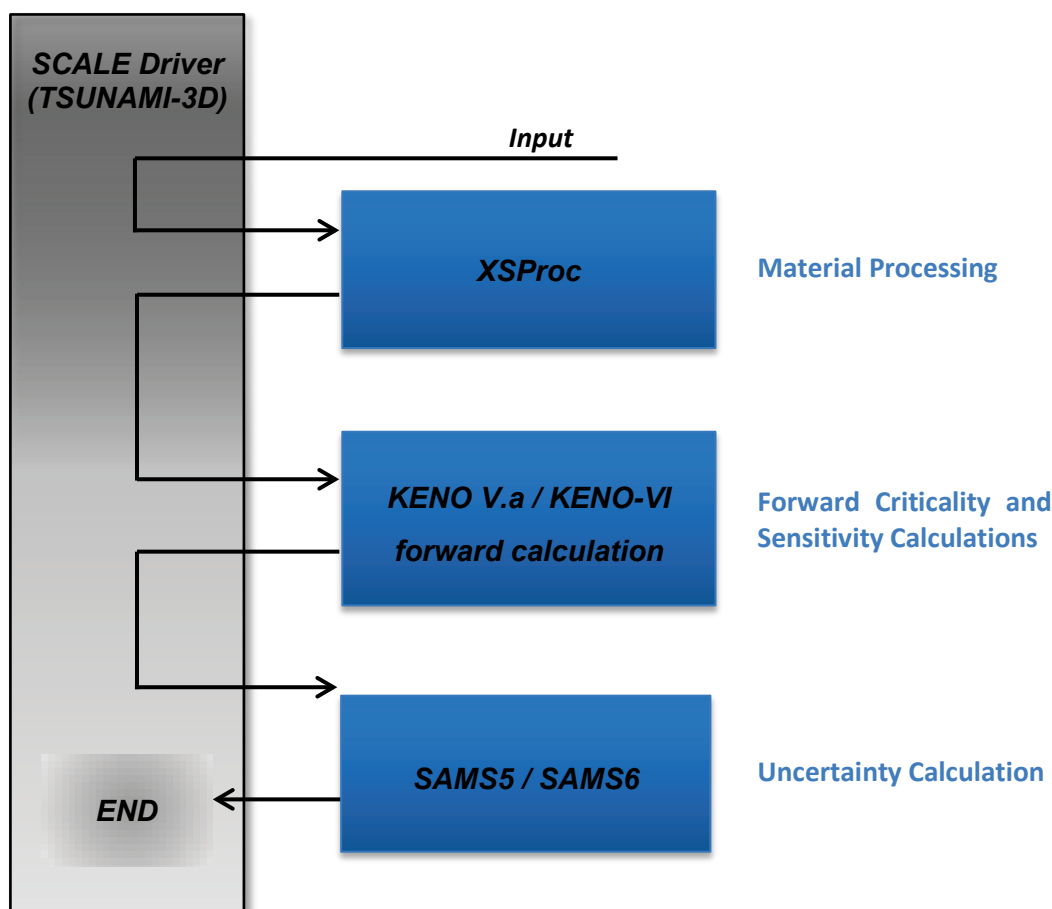 SCALE Driver
(TSUNAMI-3D)
Input
XSProc
Material Processing
KENO V.a / KENO-VI
forward calculation
Forward Criticality and
Sensitivity Calculations
SAMS5 / SAMS6
Uncertainty Calculation
END